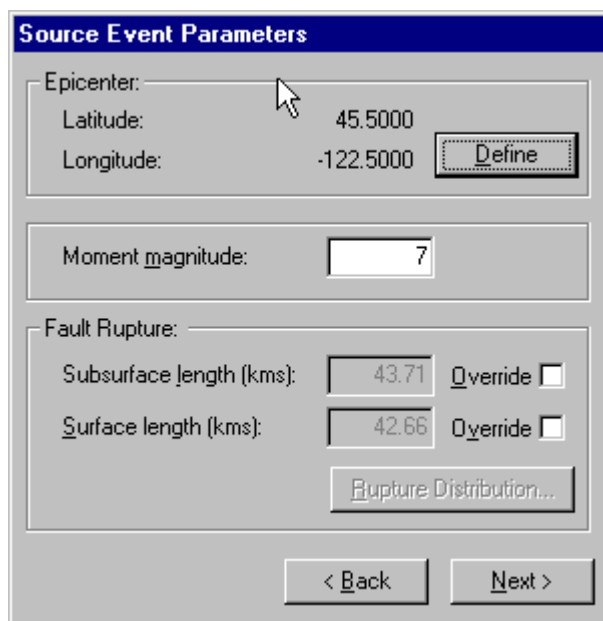 Source Event Parameters
Epicenter:
Latitude: 45.5000
Longitude: -122.5000 Define
Moment magnitude: 7
Fault Rupture:
Subsurface length (kms): 43.71 Override
Surface length (kms): 42.66 Override
Rupture Distribution...
< Back Next >